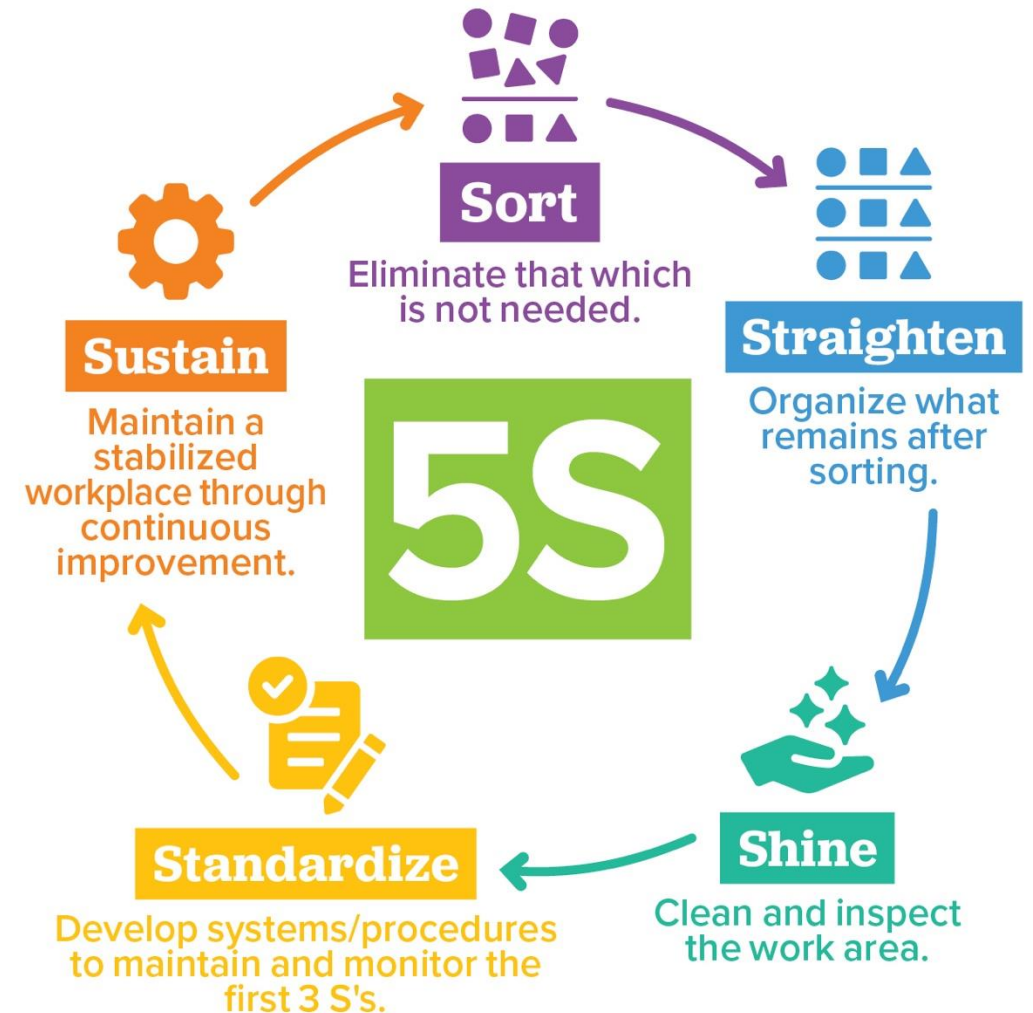 Sort
Eliminate that which
is not needed.
Straighten
Organize what
remains after
sorting.
Shine
Clean and inspect
the work area.
Standardize
Develop systems/procedures
to maintain and monitor the
first 3 S's.
Sustain
Maintain a
stabilized
workplace through
continuous
improvement.
5S